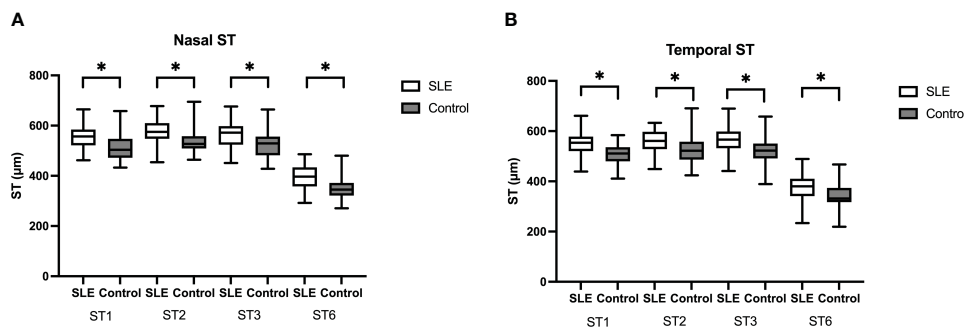 A
Nasal ST
800
600
400
200
0
ST (μm)
* * * *
SLE
Control
SLE Control SLE Control SLE Control SLE Control
ST1 ST2 ST3 ST6
B
Temporal ST
800
600
400
200
0
ST (μm)
* * * *
SLE
Contro
SLE Control SLE Control SLE Control SLE Control
ST1 ST2 ST3 ST6